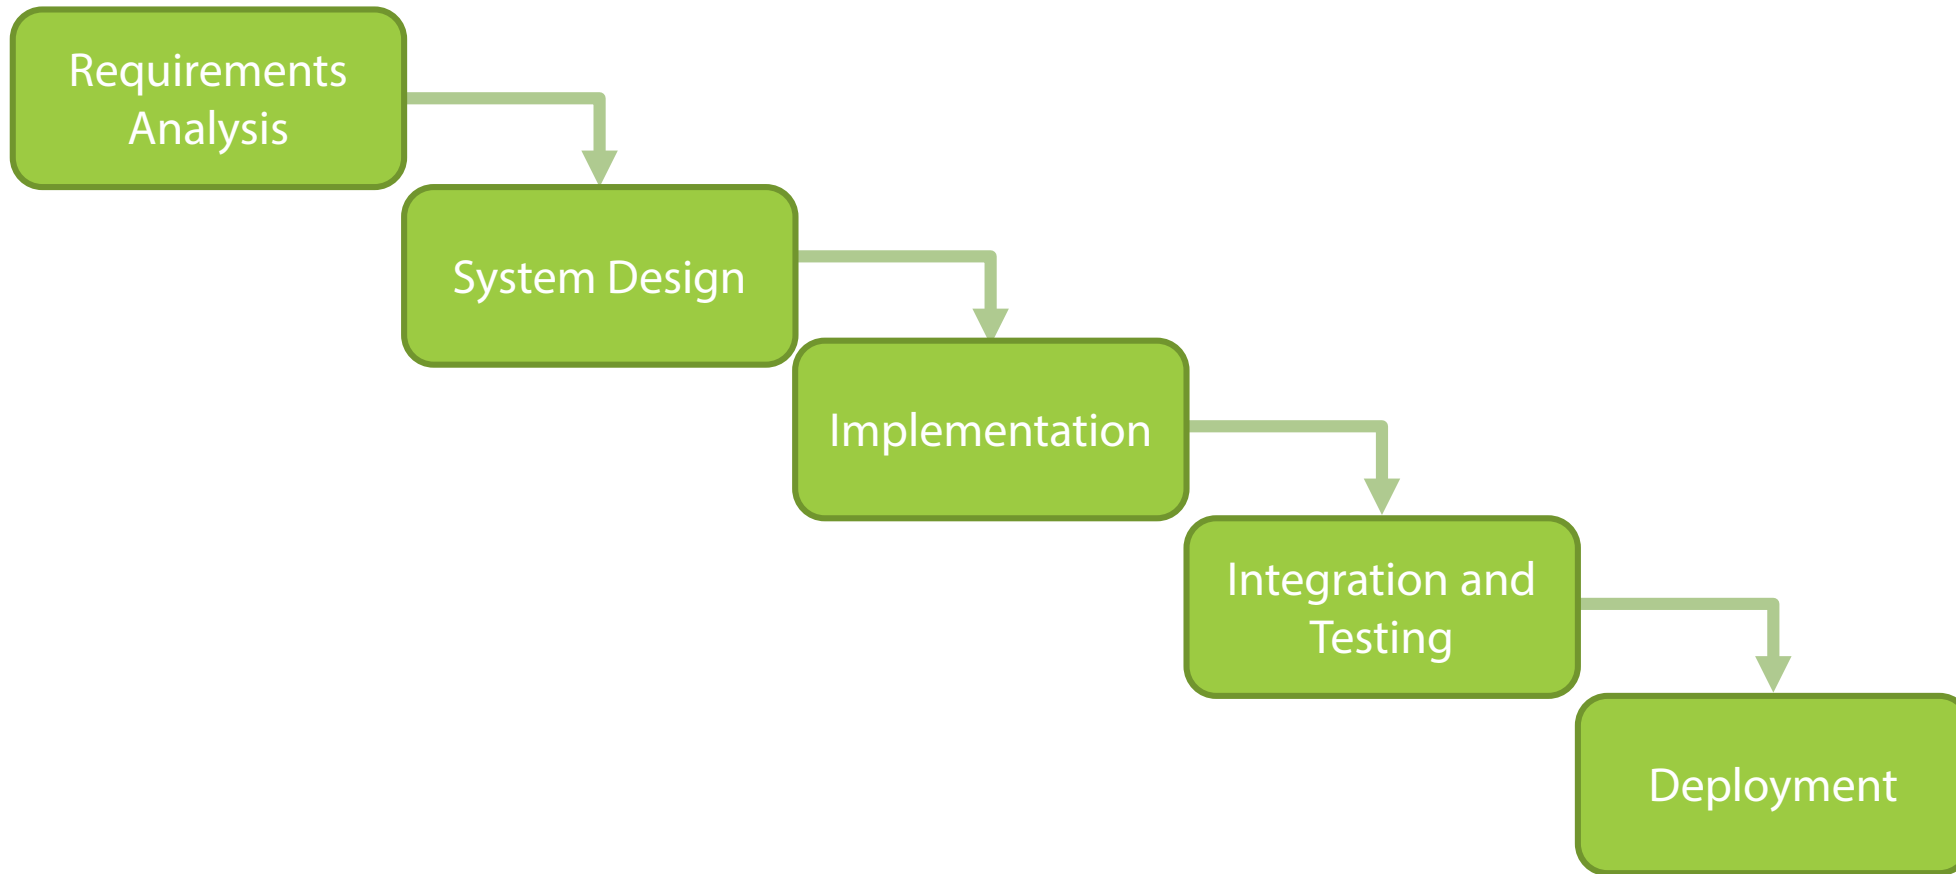 Requirements
Analysis
System Design
Implementation
Integration and
Testing
Deployment